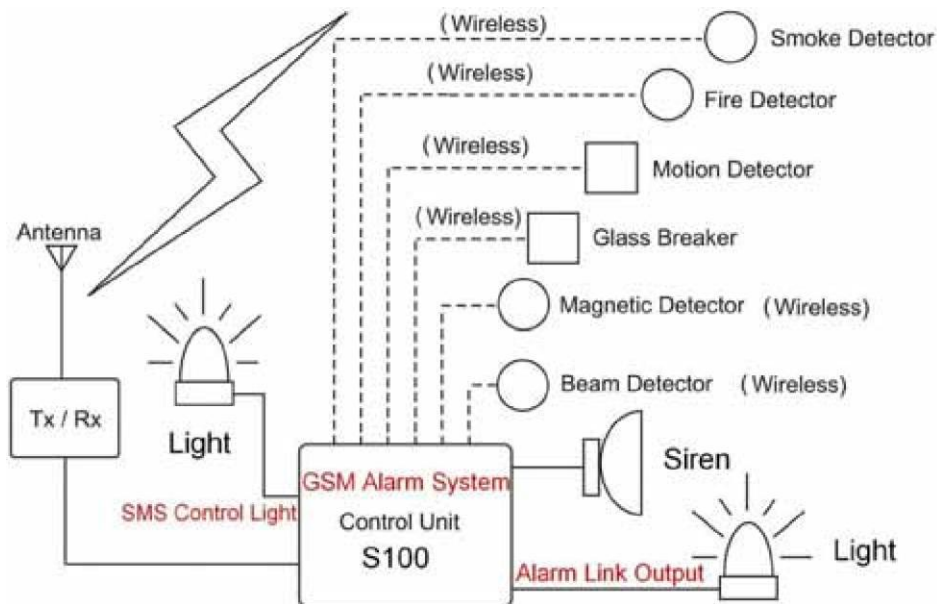 (Wireless)
Smoke Detector
(Wireless)
Fire Detector
(Wireless)
Motion Detector
(Wireless)
Glass Breaker
Antenna
Magnetic Detector (Wireless)
Beam Detector (Wireless)
Tx / Rx
Light
Siren
GSM Alarm System
SMS Control Light
Control Unit
S100
Alarm Link Output
Light